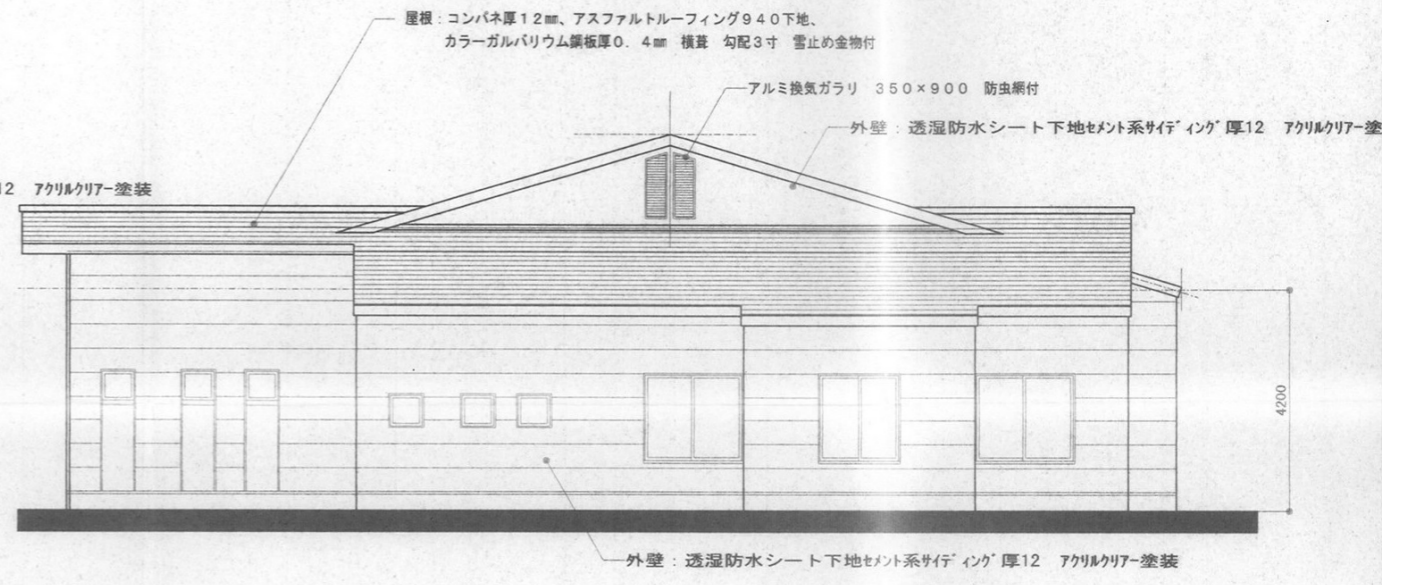 屋根：コンパネ厚１２㎜、アスファルトルーフィング９４０下地、
カラーガルバリウム鋼板厚０．４㎜　横葺　勾配３寸　雪止め金物付
アルミ換気ガラリ　３５０×９００　防虫網付
外壁：透湿防水シート下地ｾﾒﾝﾄ系ｻｲﾃﾞｨﾝｸﾞ厚12　ｱｸﾘﾙｸﾘｱｰ塗
12　ｱｸﾘﾙｸﾘｱｰ塗装
4200
外壁：透湿防水シート下地ｾﾒﾝﾄ系ｻｲﾃﾞｨﾝｸﾞ厚12　ｱｸﾘﾙｸﾘｱｰ塗装